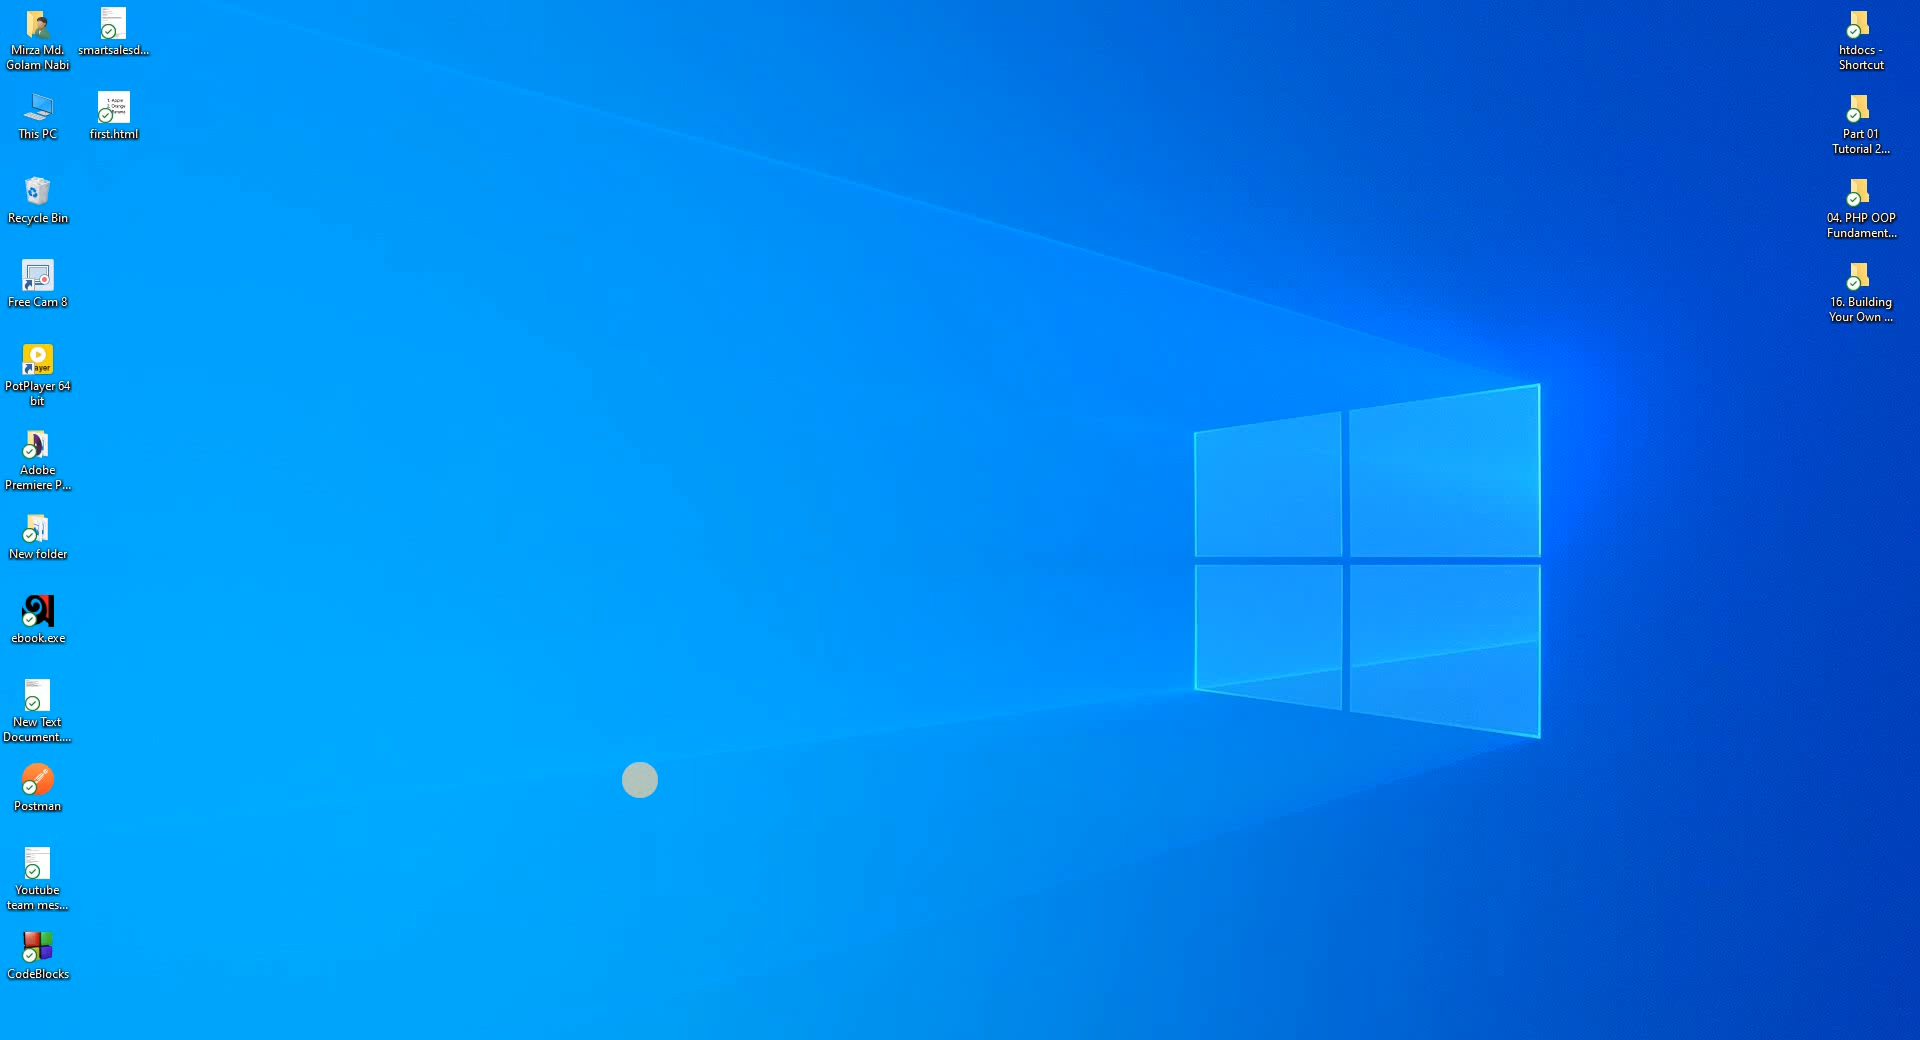 Mirza Md.
Golam Nabi
smartsalesd...
This PC
first.html
Recycle Bin
Free Cam 8
PotPlayer 64
bit
Adobe
Premiere P...
New folder
ebook.exe
New Text
Document....
Postman
Youtube
team mes...
CodeBlocks
htdocs -
Shortcut
Part 01
Tutorial 2...
04. PHP OOP
Fundament...
16. Building
Your Own ...